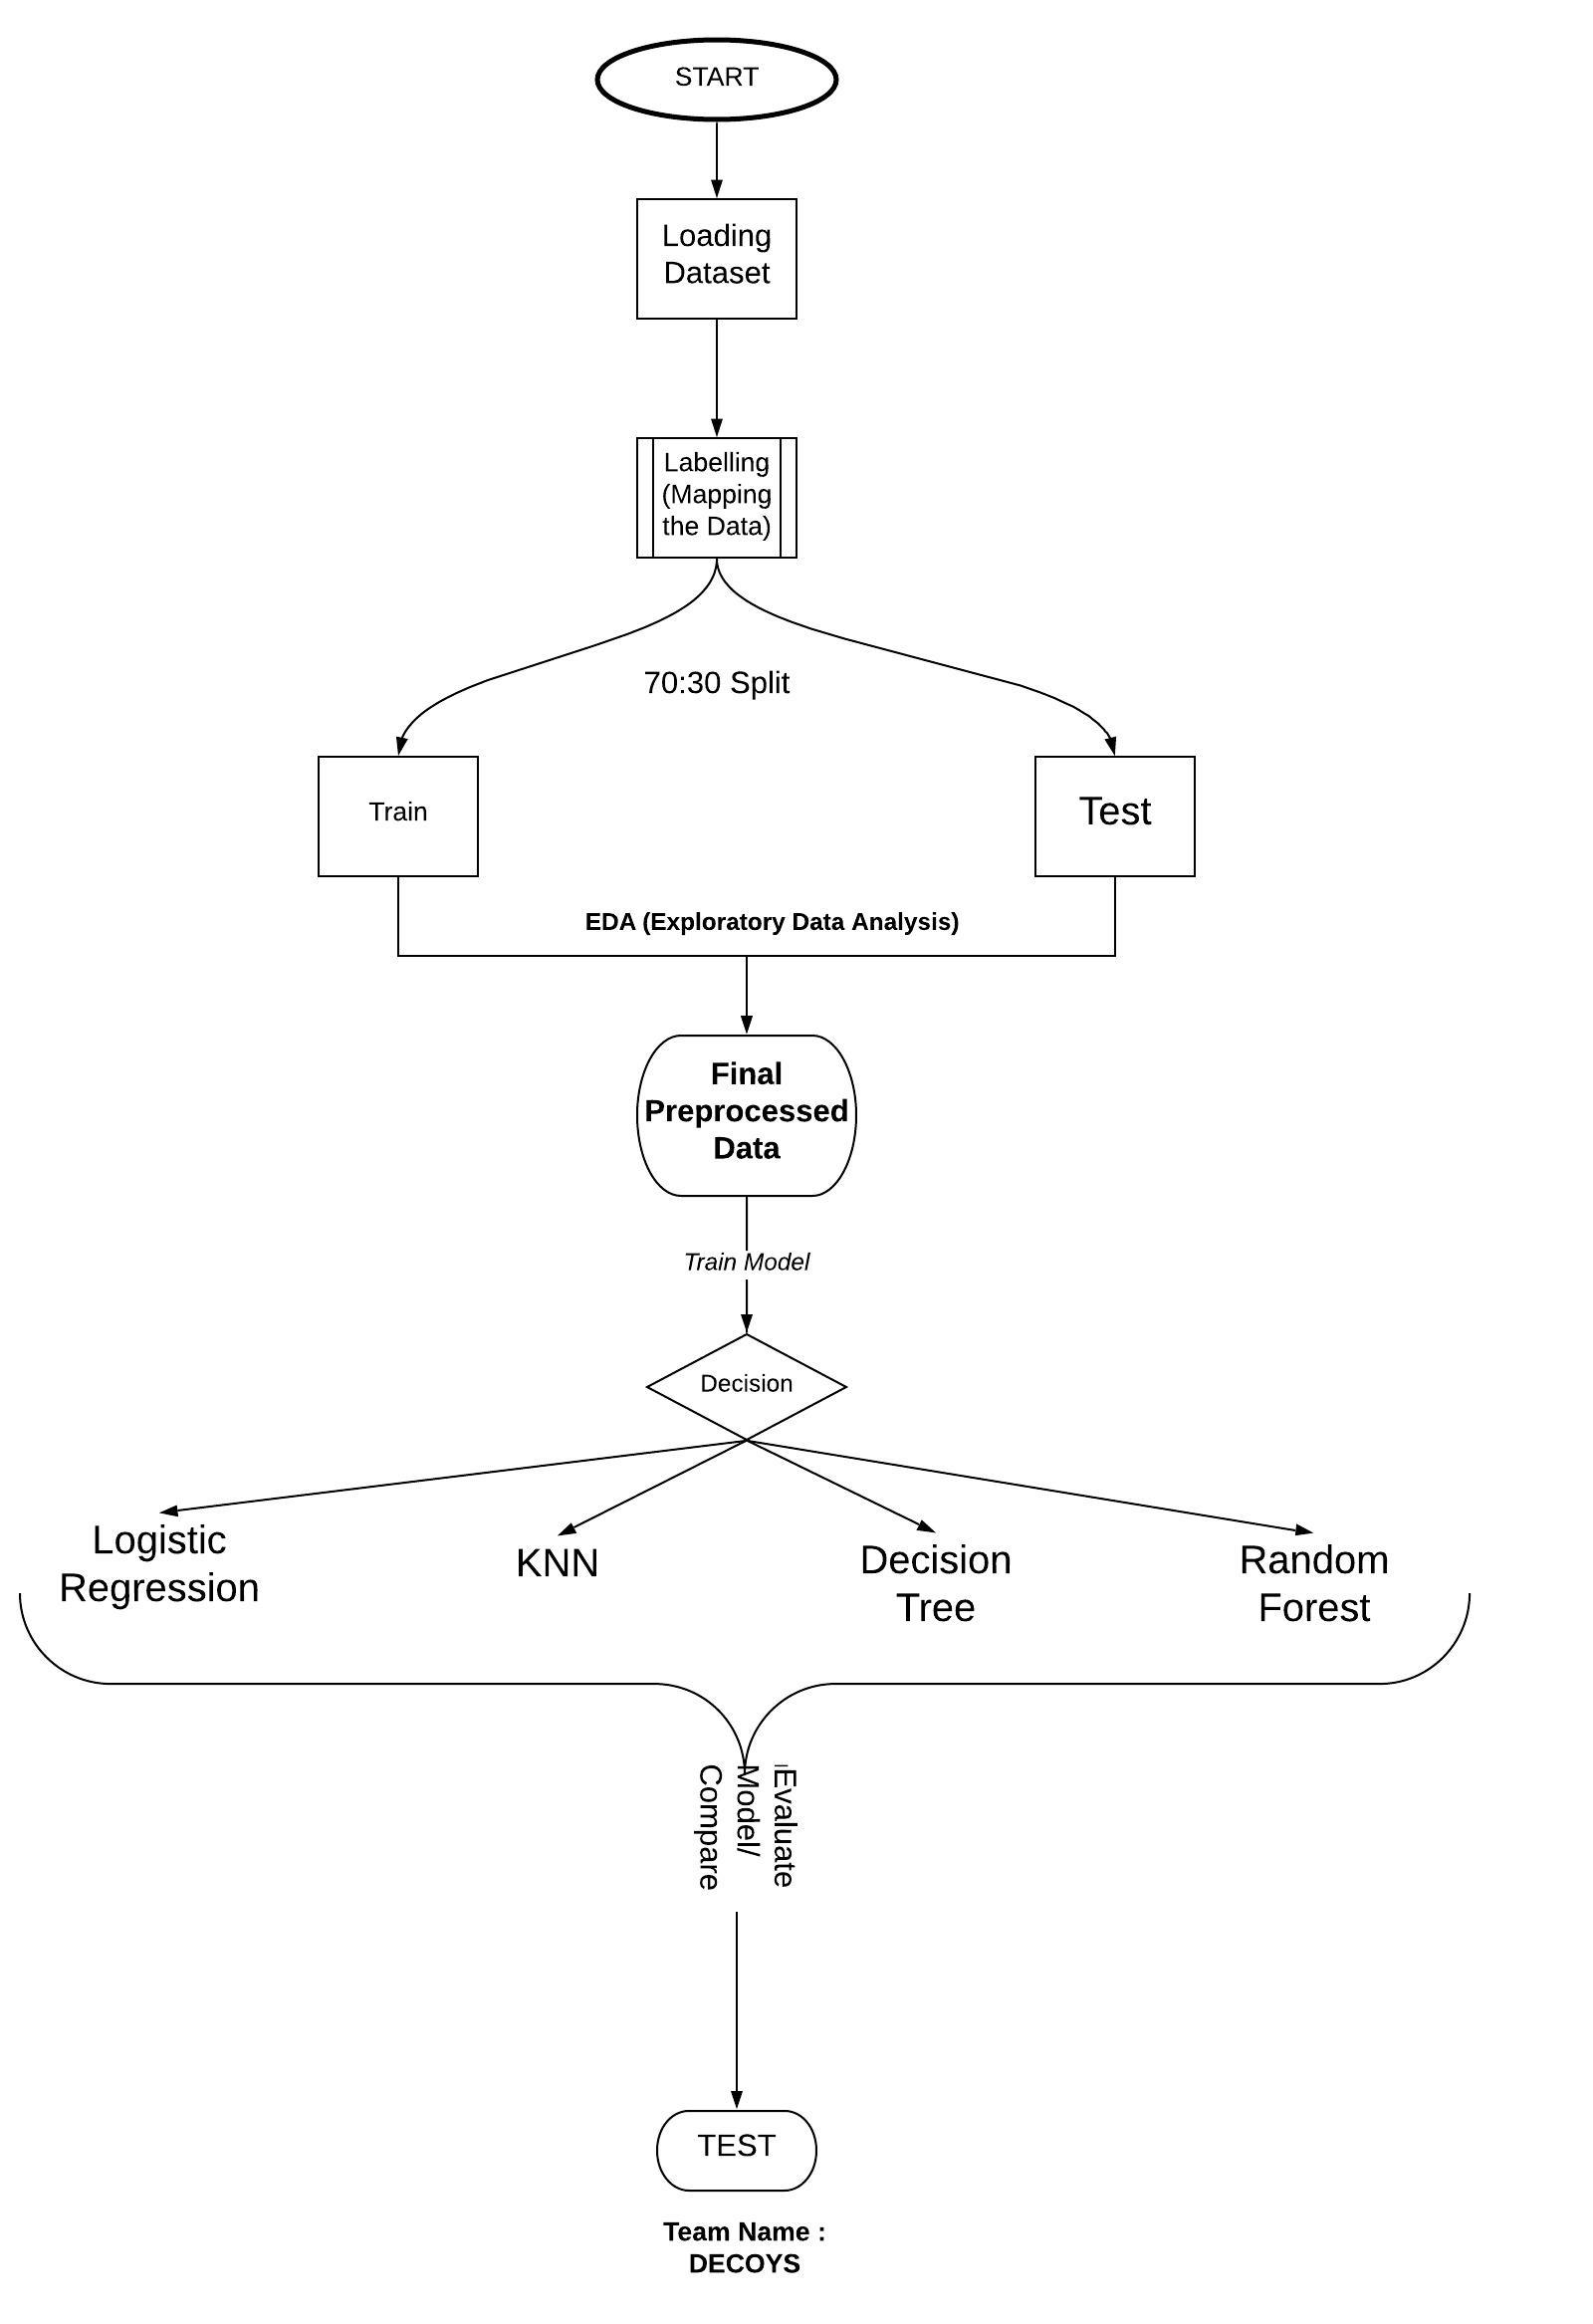 START
Loading
Dataset
Labelling
(Mapping
the Data)
70:30 Split
Train
Test
EDA (Exploratory Data Analysis)
Final
Preprocessed
Data
Train Model
Decision
Logistic
Regression
KNN
Decision
Tree
Random
Forest
Evaluate
Model/
Compare
TEST
Team Name :
DECOYS